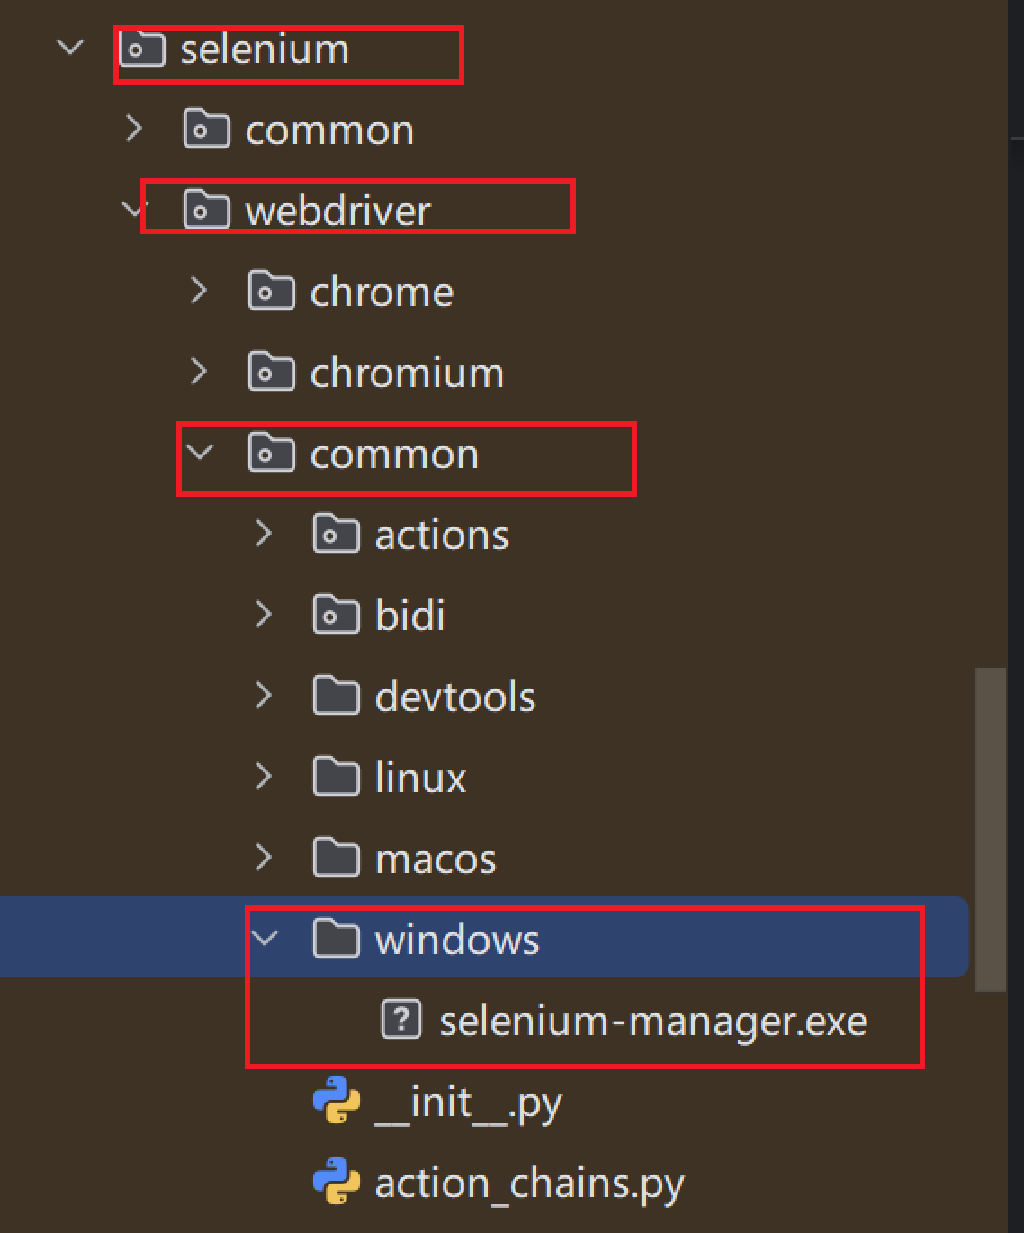 selenium
common
webdriver
chrome
chromium
common
actions
bidi
devtools
linux
macos
windows
selenium-manager.exe
__init__.py
action_chains.py